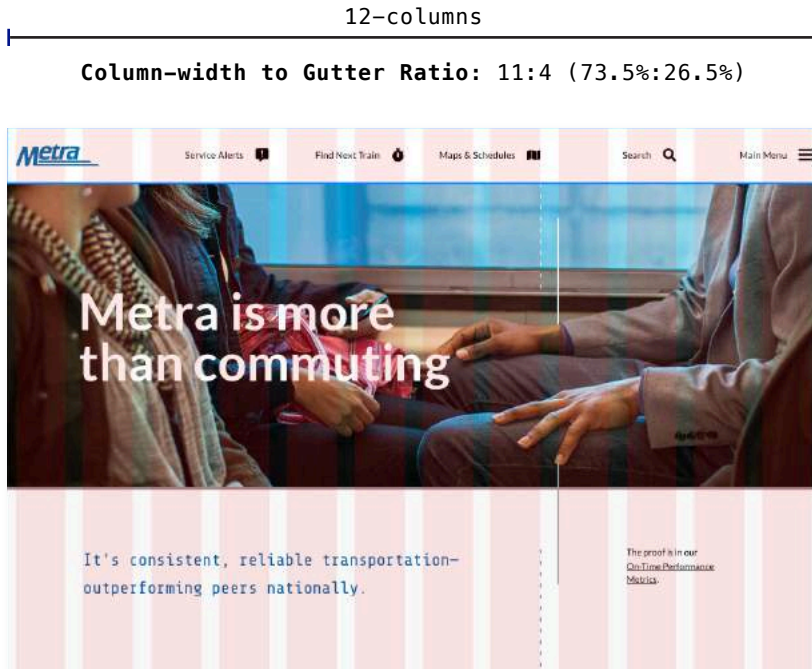 12-columns
Column-width to Gutter Ratio: 11:4 (73.5%:26.5%)
Metra
Service Alerts
Find Next Train
Maps & Schedules
Search
Main Menu
Metra is more
than commuting
It's consistent, reliable transportation—
outperforming peers nationally.
The proof is in our
On-Time Performance
Metrics.